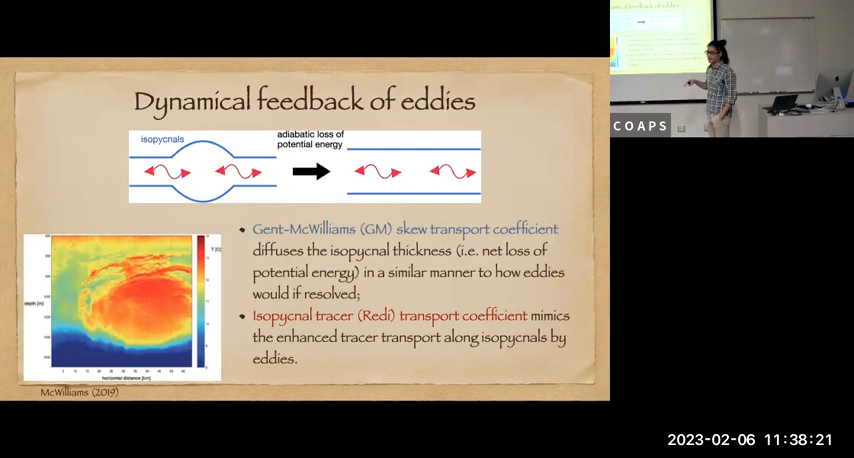 Dynamical feedback of eddies
isopycnals
adiabatic loss of
potential energy
• Gent-McWilliams (GM) skew transport coefficient
diffuses the isopycnal thickness (i.e. net loss of
potential energy) in a similar manner to how eddies
would if resolved;
• Isopycnal tracer (Redi) transport coefficient mimics
the enhanced tracer transport along isopycnals by
eddies.
depth [m]
horizontal distance [km]
McWilliams (2019)
COAPS
2023-02-06 11:38:21